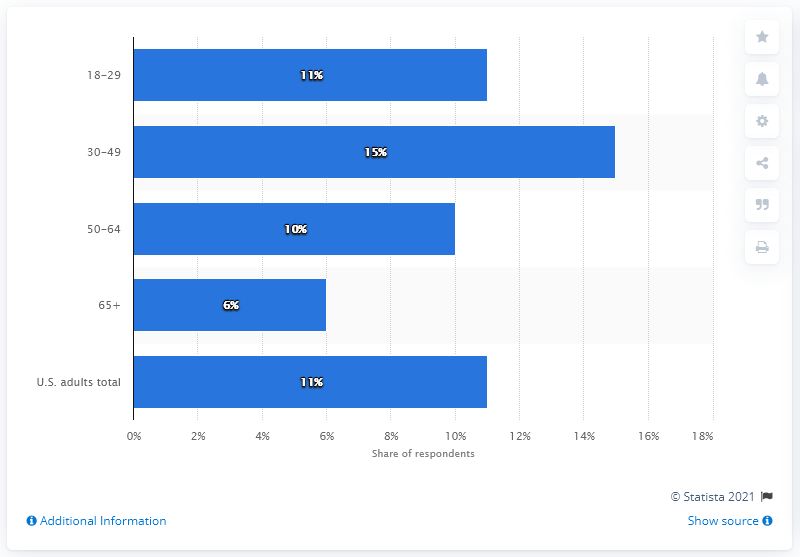 18–29
11%
30–49
15%
50–64
10%
65+
6%
U.S. adults total
11%
0% 2% 4% 6% 8% 10% 12% 14% 16% 18%
Share of respondents
© Statista 2021
Additional Information
Show source